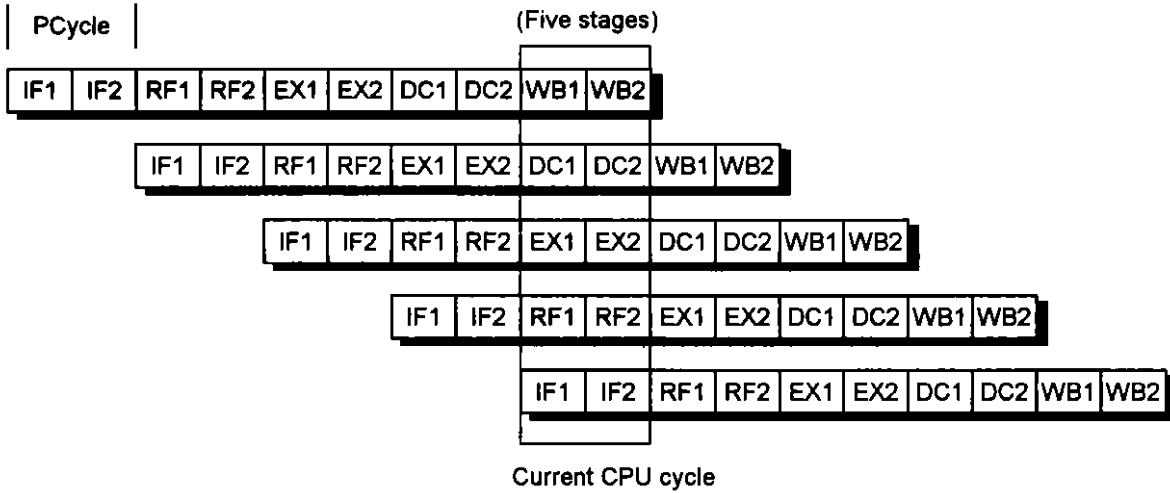 PCycle
(Five stages)
IF1 IF2 RF1 RF2 EX1 EX2 DC1 DC2 WB1 WB2
IF1 IF2 RF1 RF2 EX1 EX2 DC1 DC2 WB1 WB2
IF1 IF2 RF1 RF2 EX1 EX2 DC1 DC2 WB1 WB2
IF1 IF2 RF1 RF2 EX1 EX2 DC1 DC2 WB1 WB2
IF1 IF2 RF1 RF2 EX1 EX2 DC1 DC2 WB1 WB2
Current CPU cycle